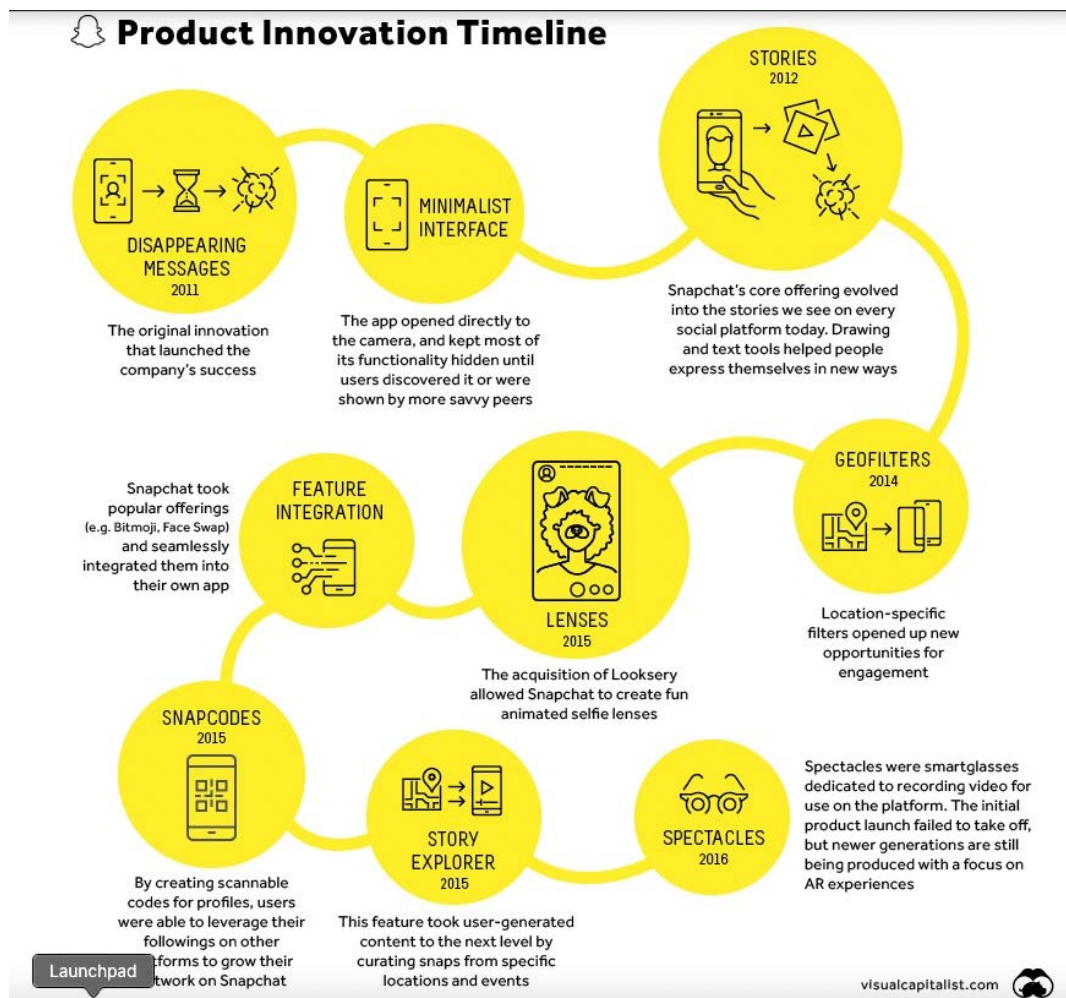 Product Innovation Timeline
DISAPPEARING
MESSAGES
2011
The original innovation
that launched the
company's success
MINIMALIST
INTERFACE
The app opened directly to
the camera, and kept most of
its functionality hidden until
users discovered it or were
shown by more savvy peers
STORIES
2012
Snapchat's core offering evolved
into the stories we see on every
social platform today. Drawing
and text tools helped people
express themselves in new ways
GEOFILTERS
2014
Location-specific
filters opened up new
opportunities for
engagement
LENSES
2015
The acquisition of Looksery
allowed Snapchat to create fun
animated selfie lenses
FEATURE
INTEGRATION
Snapchat took
popular offerings
(e.g. Bitmoji, Face Swap)
and seamlessly
integrated them into
their own app
SNAPCODES
2015
By creating scannable
codes for profiles, users
were able to leverage their
followings on other
tforms to grow their
twork on Snapchat
STORY
EXPLORER
2015
This feature took user-generated
content to the next level by
curating snaps from specific
locations and events
SPECTACLES
2016
Spectacles were smartglasses
dedicated to recording video for
use on the platform. The initial
product launch failed to take off,
but newer generations are still
being produced with a focus on
AR experiences
Launchpad
visualcapitalist.com